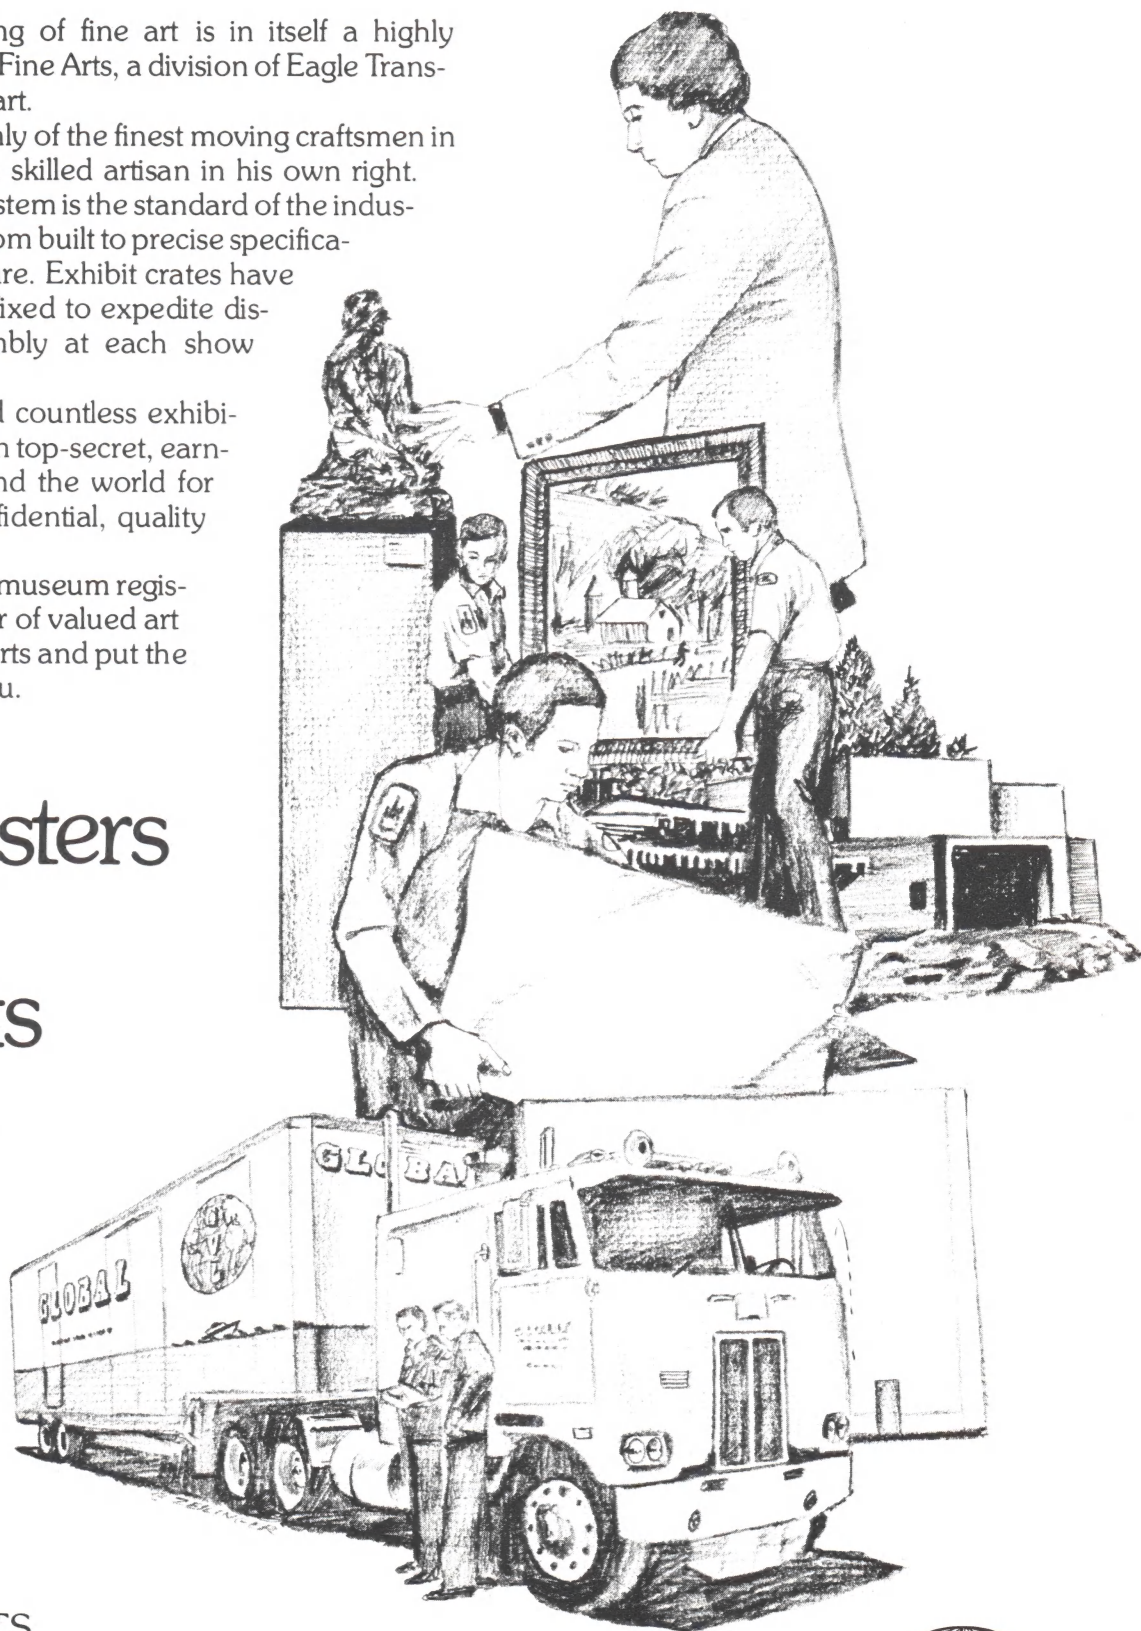 ng of fine art is in itself a highly
Fine Arts, a division of Eagle Trans-
art.
nly of the finest moving craftsmen in
skilled artisan in his own right.
stem is the standard of the indus-
om built to precise specifica-
re. Exhibit crates have
ixed to expedite dis-
mbly at each show
d countless exhibi-
n top-secret, earn-
nd the world for
fidential, quality
museum regis-
r of valued art
rts and put the
u.
sters
ts
GLOBAL
GLOBAL